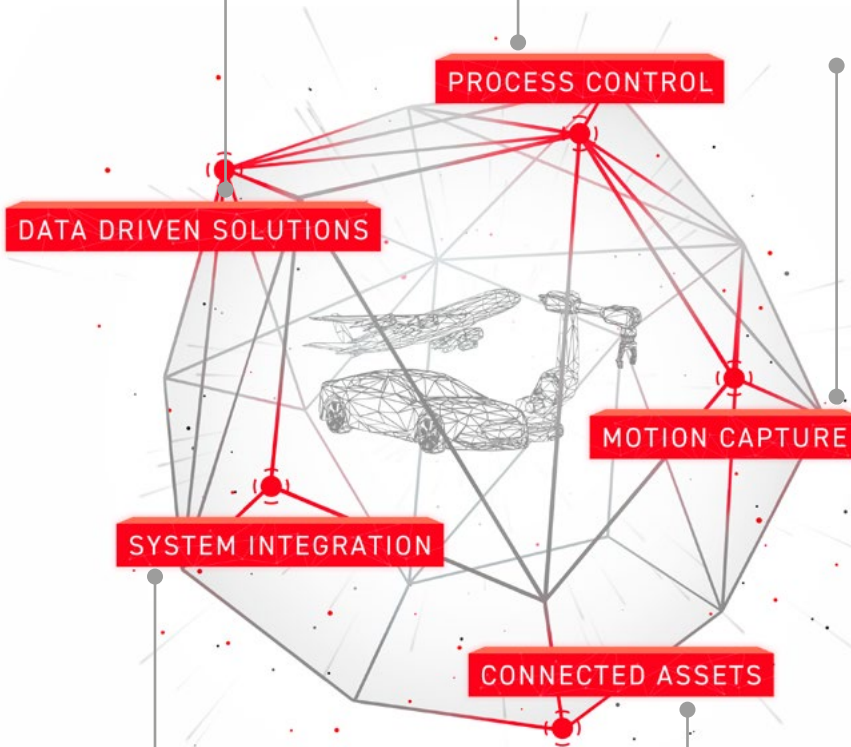 PROCESS CONTROL
DATA DRIVEN SOLUTIONS
MOTION CAPTURE
SYSTEM INTEGRATION
CONNECTED ASSETS